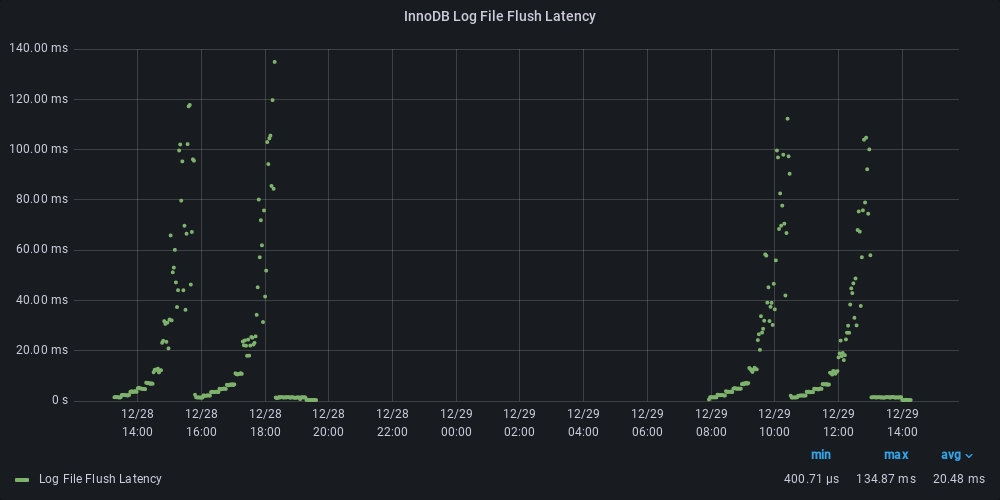 InnoDB Log File Flush Latency
140.00 ms
120.00 ms
100.00 ms
80.00 ms
60.00 ms
40.00 ms
20.00 ms
0 s
12/28 12/28 12/28 12/28 12/28 12/29 12/29 12/29 12/29 12/29 12/29 12/29 12/29
14:00 16:00 18:00 20:00 22:00 00:00 02:00 04:00 06:00 08:00 10:00 12:00 14:00
min max avg
Log File Flush Latency 400.71 µs 134.87 ms 20.48 ms